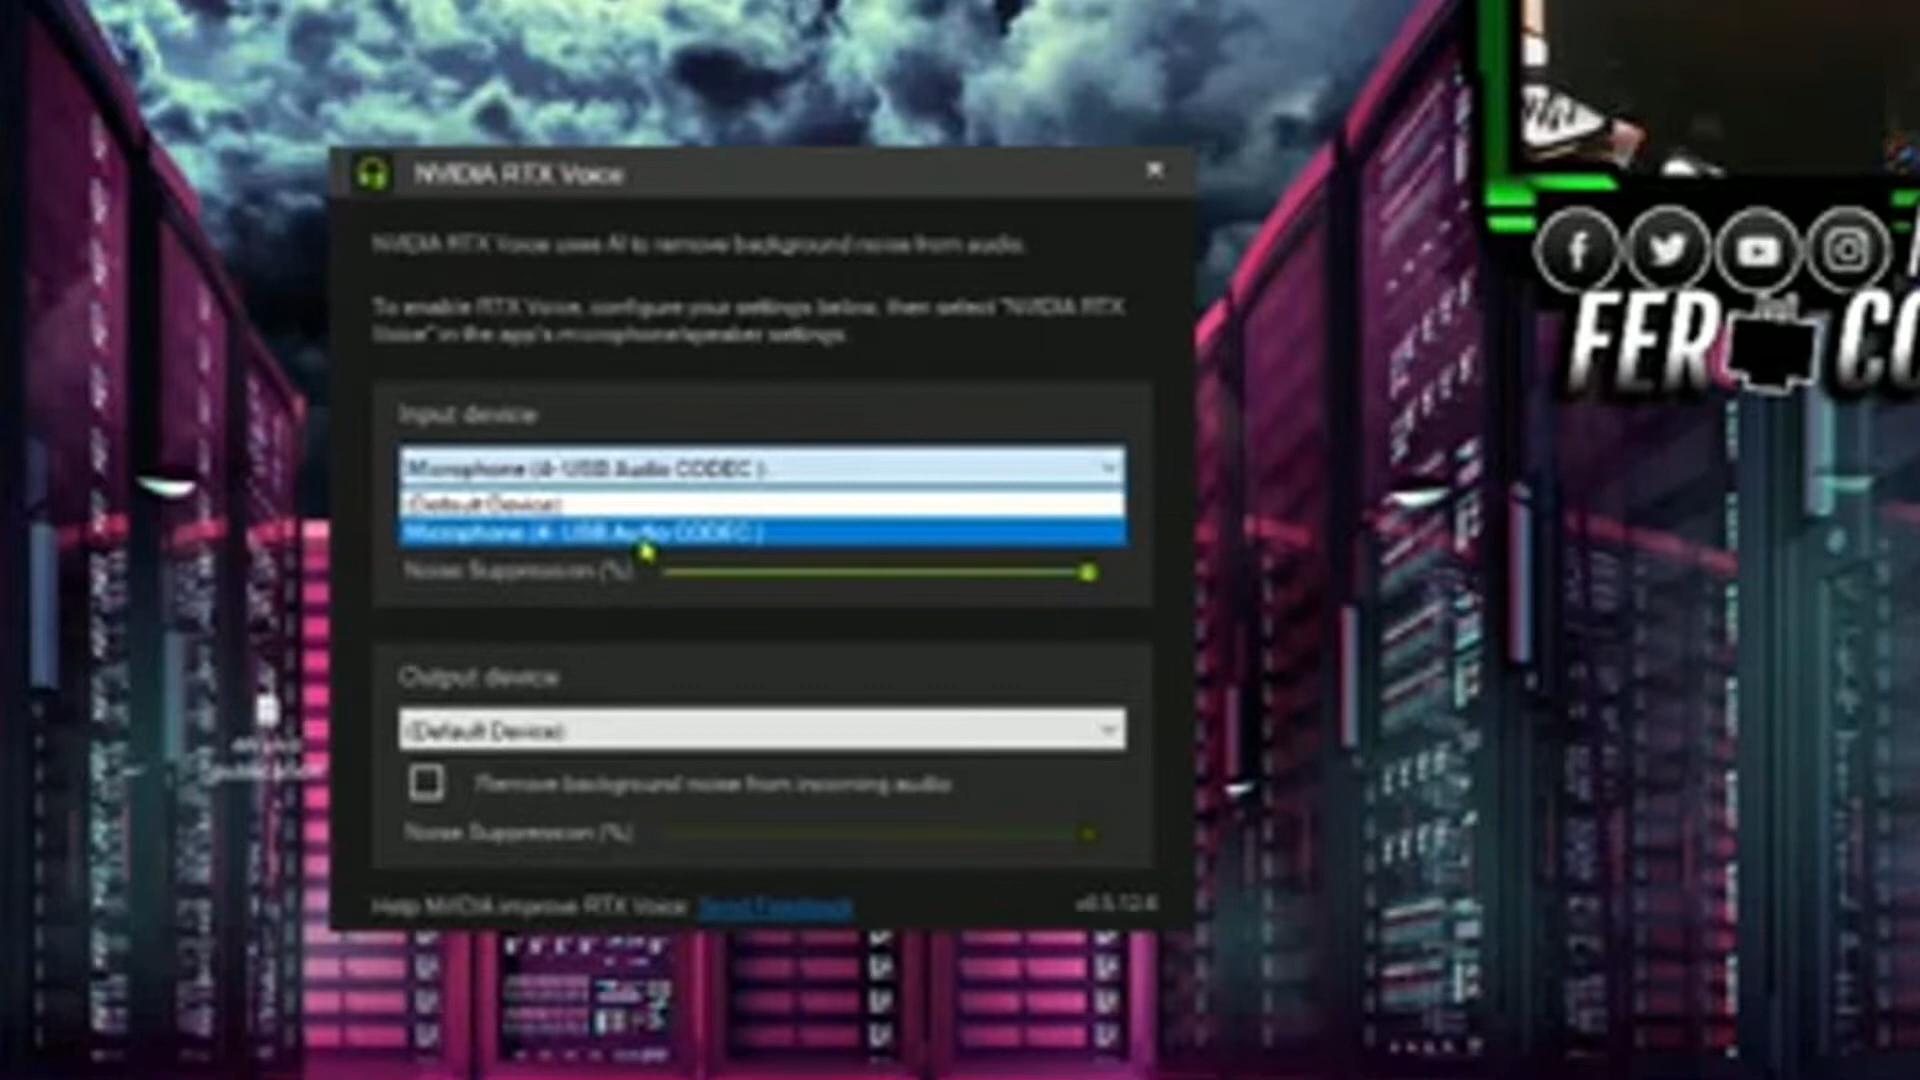 NVIDIA RTX Voice
NVIDIA RTX Voice uses AI to remove background noise from audio.
To enable RTX Voice, configure your settings below, then select "NVIDIA RTX
Voice" in the app's microphone/speaker settings.
Input device
Microphone (4- USB Audio CODEC )
(Default Device)
Microphone (4- USB Audio CODEC )
Noise Suppression (%)
Output device
(Default Device)
Remove background noise from incoming audio
Noise Suppression (%)
Help NVIDIA improve RTX Voice: Send Feedback
FER CO